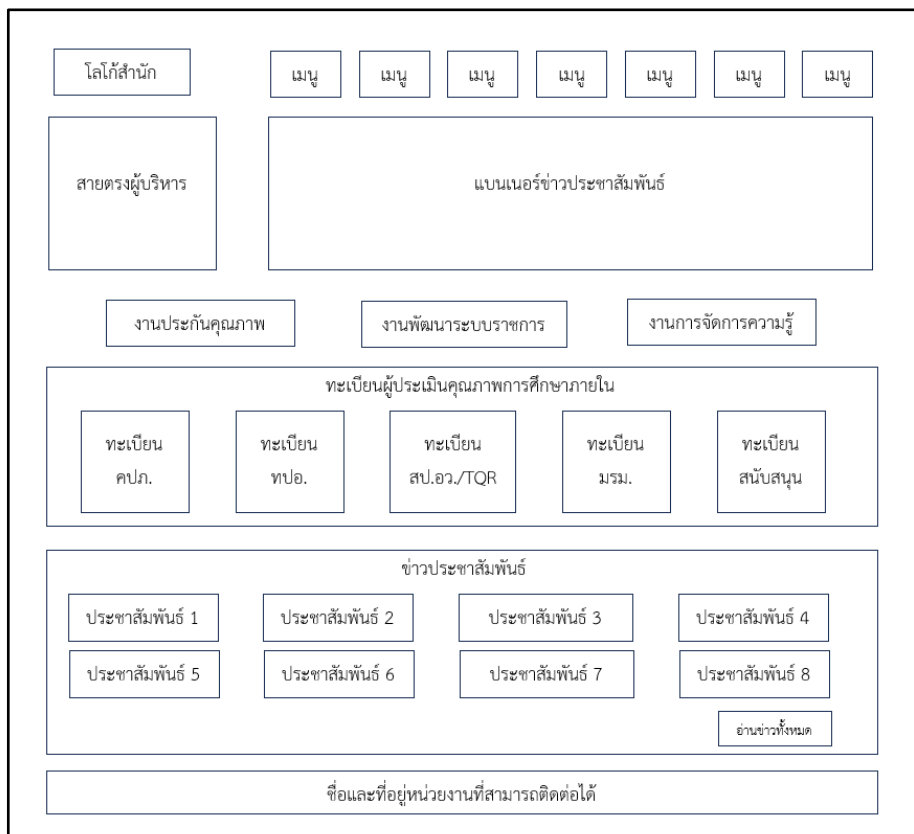 โลโก้สำนัก
เมนู
เมนู
เมนู
เมนู
เมนู
เมนู
เมนู
สายตรงผู้บริหาร
แบนเนอร์ข่าวประชาสัมพันธ์
งานประกันคุณภาพ
งานพัฒนาระบบราชการ
งานการจัดการความรู้
ทะเบียนผู้ประเมินคุณภาพการศึกษาภายใน
ทะเบียน
คปภ.
ทะเบียน
ทปอ.
ทะเบียน
สป.อว./TQR
ทะเบียน
มรม.
ทะเบียน
สนับสนุน
ข่าวประชาสัมพันธ์
ประชาสัมพันธ์ 1
ประชาสัมพันธ์ 2
ประชาสัมพันธ์ 3
ประชาสัมพันธ์ 4
ประชาสัมพันธ์ 5
ประชาสัมพันธ์ 6
ประชาสัมพันธ์ 7
ประชาสัมพันธ์ 8
อ่านข่าวทั้งหมด
ชื่อและที่อยู่หน่วยงานที่สามารถติดต่อได้